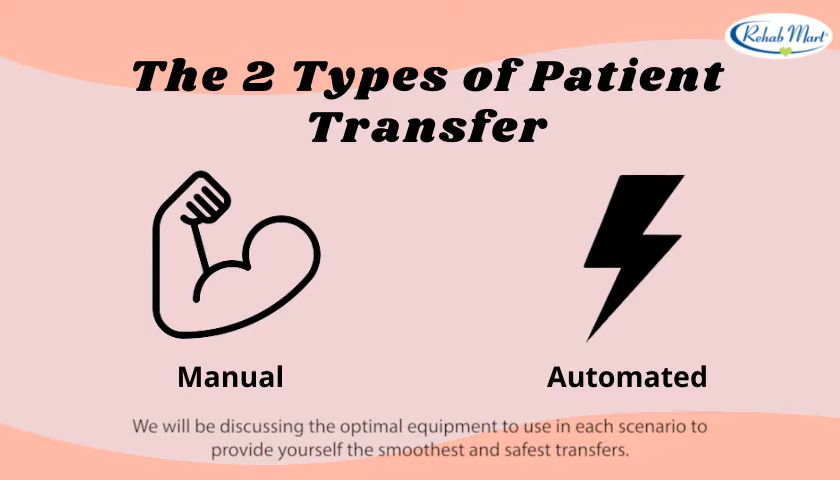 Rehab Mart
The 2 Types of Patient
Transfer
Manual
Automated
We will be discussing the optimal equipment to use in each scenario to
provide yourself the smoothest and safest transfers.